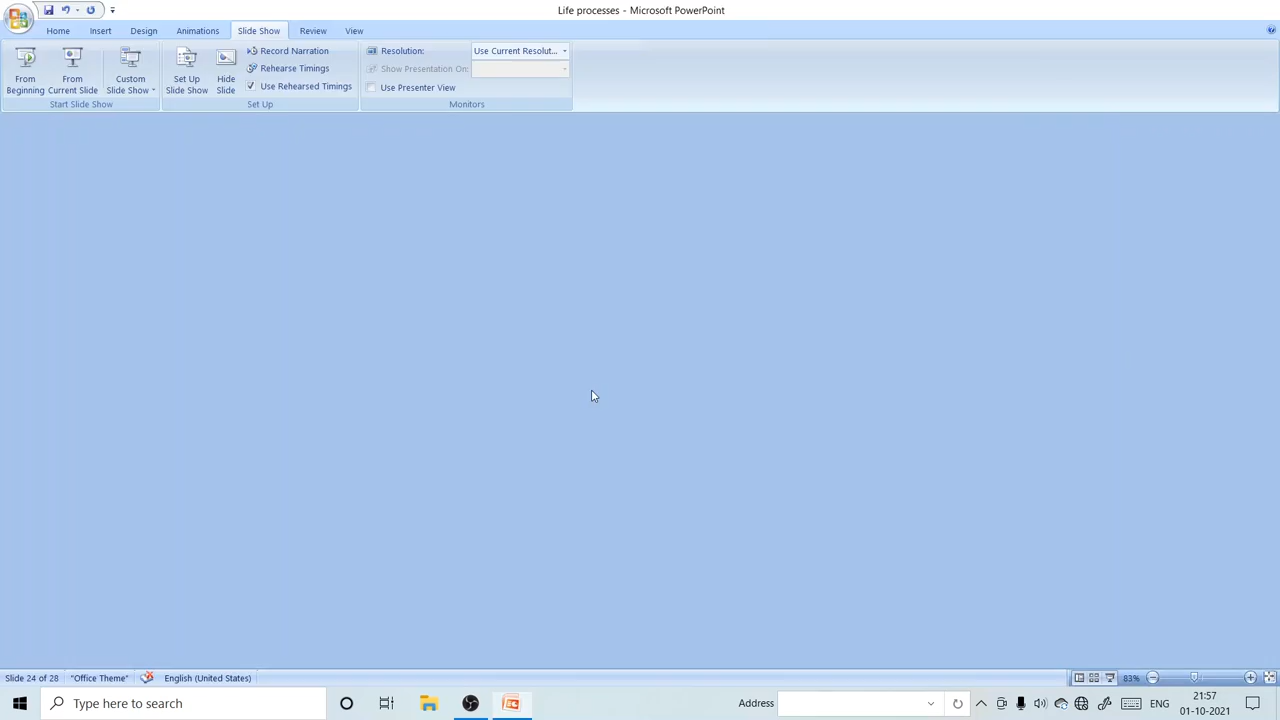 Life processes - Microsoft PowerPoint
Home Insert Design Animations Slide Show Review View
From Beginning
From Current Slide
Custom Slide Show
Start Slide Show
Set Up Slide Show
Hide Slide
Record Narration
Rehearse Timings
Use Rehearsed Timings
Set Up
Resolution: Use Current Resolut...
Show Presentation On:
Use Presenter View
Monitors
Slide 24 of 28 "Office Theme" English (United States) 83%
Type here to search Address ENG 21:57
01-10-2021